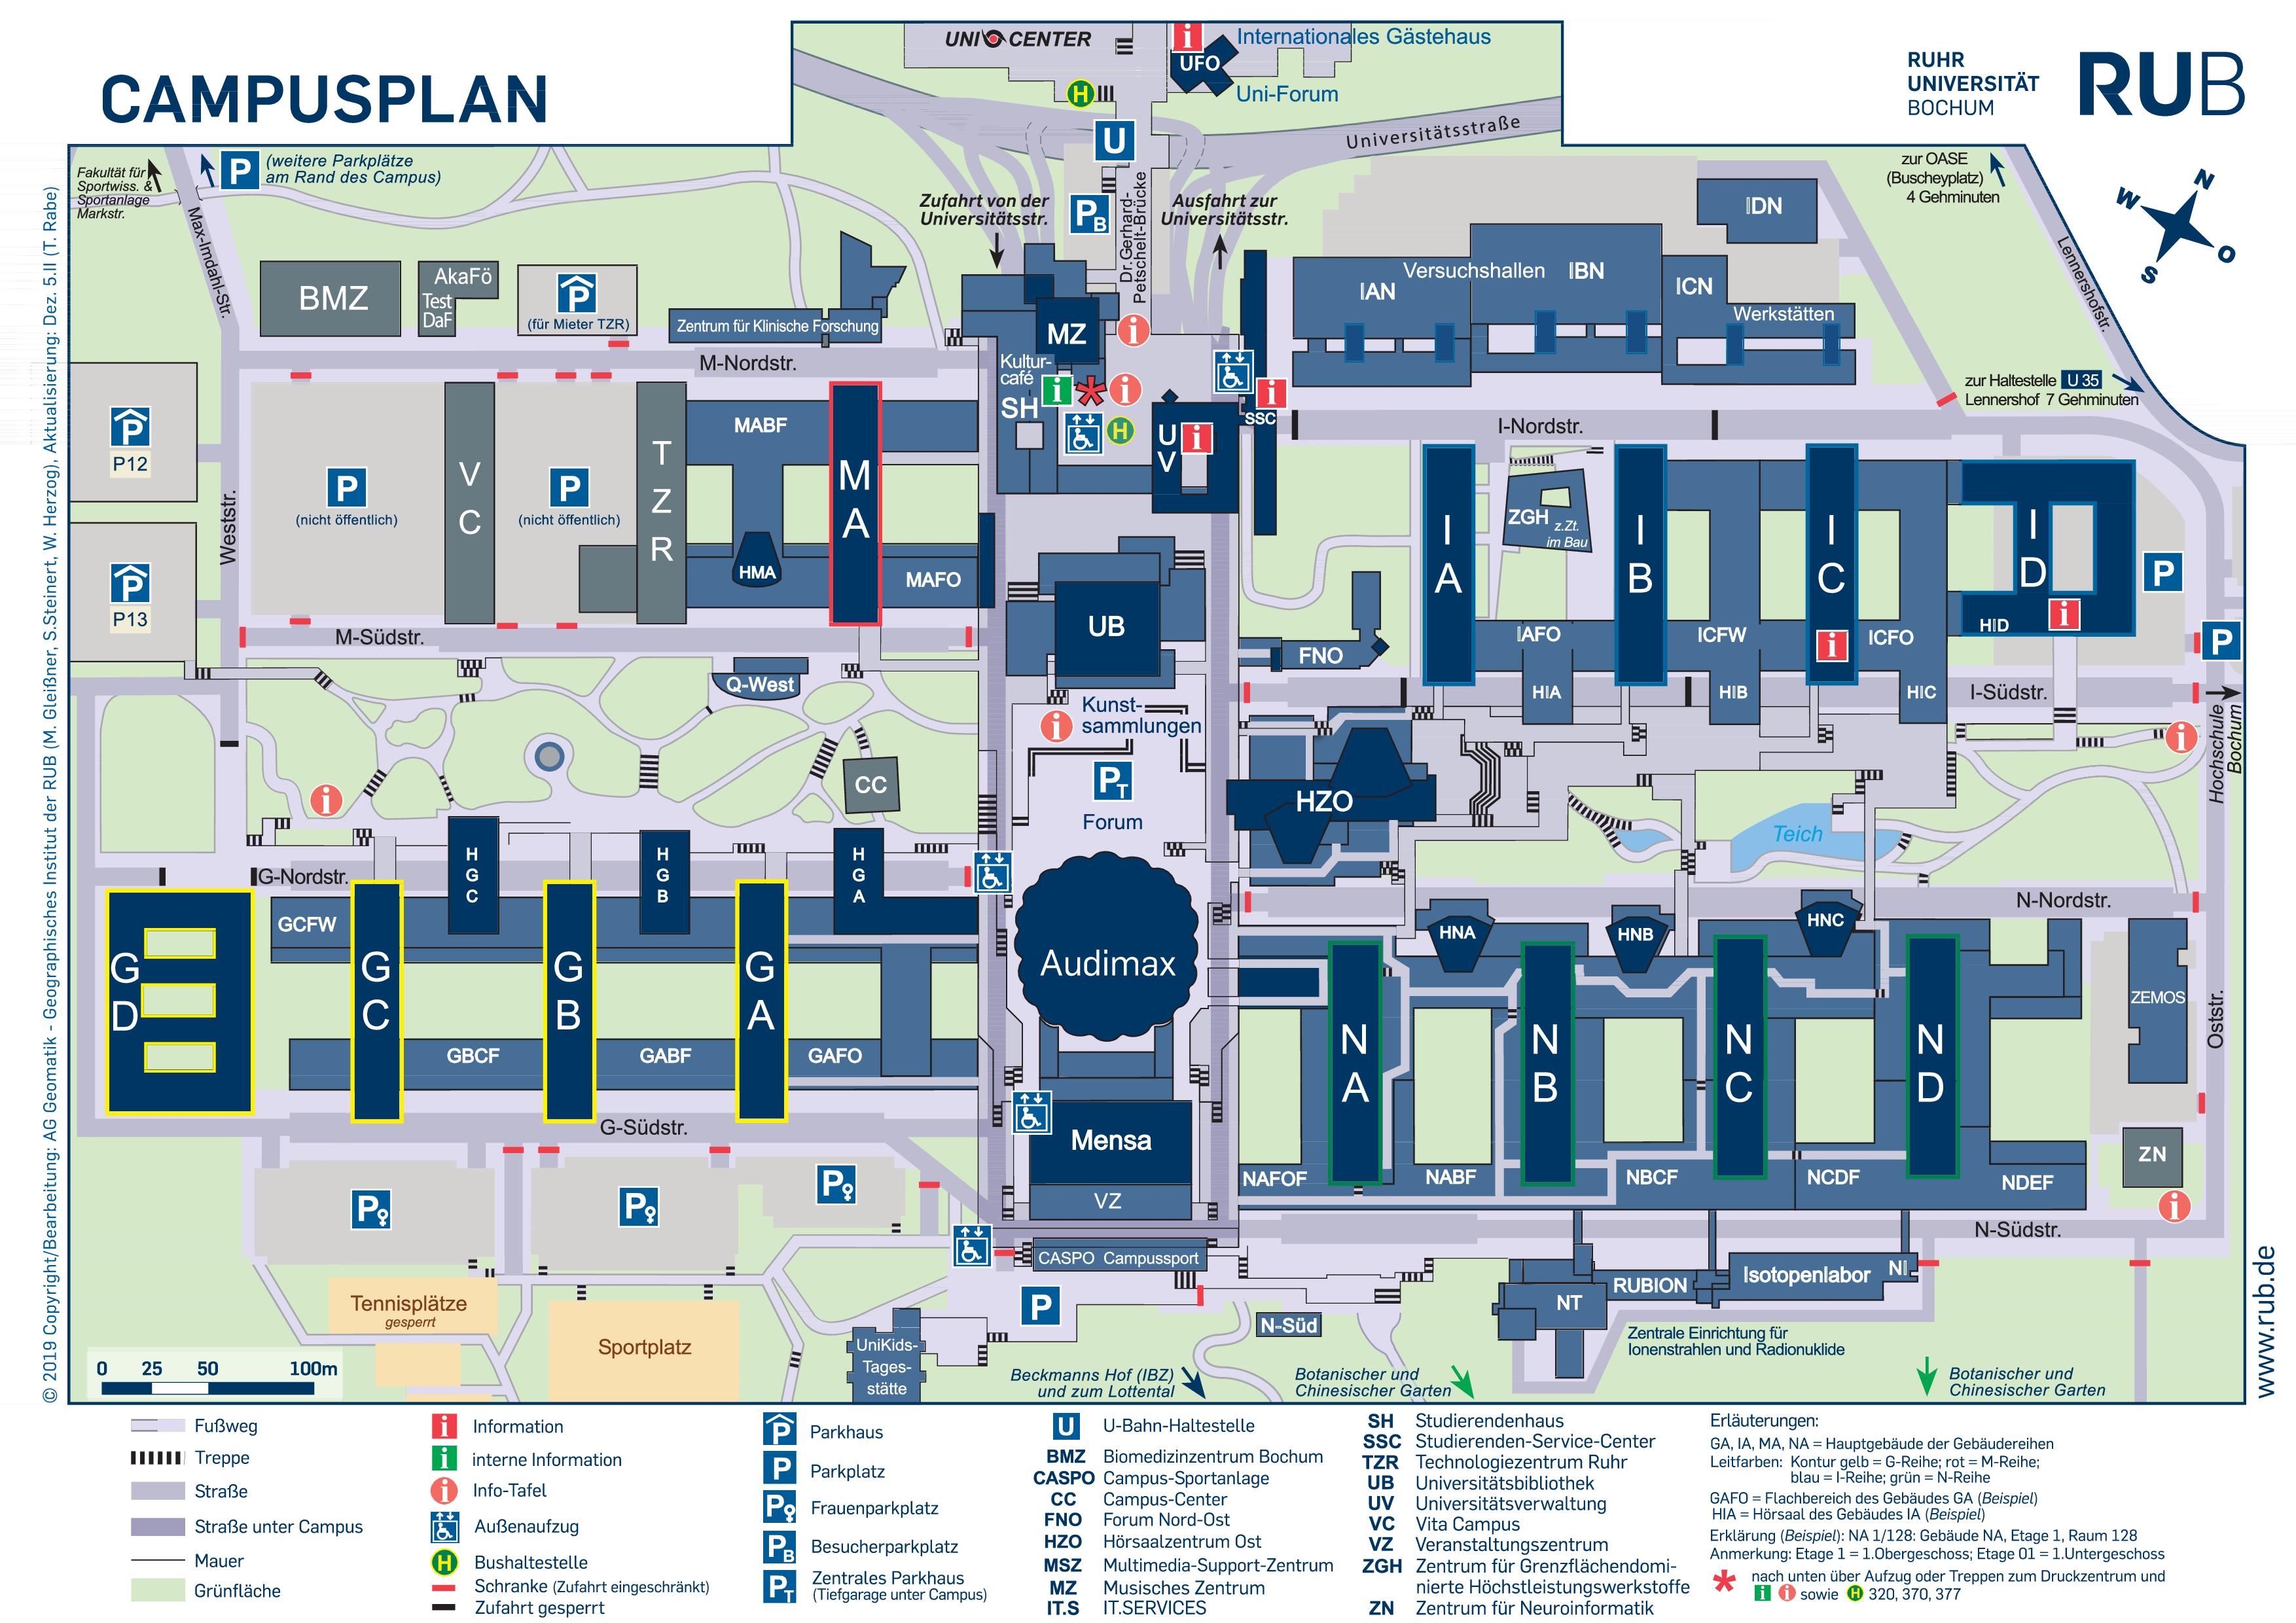 CAMPUSPLAN
UNI CENTER
UFO
Internationales Gästehaus
Uni-Forum
RUHR
UNIVERSITÄT
BOCHUM
RUB
H
U
Universitätsstraße
Fakultät für
Sportwiss. &
Sportanlage
Markstr.
P
(weitere Parkplätze
am Rand des Campus)
Max-Imdahl-Str.
Zufahrt von der
Universitätsstr.
PB
Dr.Gerhard-
Petschelt-Brücke
Ausfahrt zur
Universitätsstr.
zur OASE
(Buscheyplatz)
4 Gehminuten
Lennershofstr.
N
W
O
S
IDN
BMZ
AkaFö
Test
DaF
P
(für Mieter TZR)
Zentrum für Klinische Forschung
MZ
i
IAN
Versuchshallen
IBN
ICN
Werkstätten
M-Nordstr.
Kultur-
café
SH
i
i
i
SSC
zur Haltestelle U 35
Lennershof 7 Gehminuten
I-Nordstr.
P
P12
P
P13
Weststr.
P
(nicht öffentlich)
VC
P
(nicht öffentlich)
TZR
MABF
HMA
MA
MAFO
H
UV
i
UB
IA
ZGH z.Zt.
im Bau
IB
IC
i
ID
HID
i
P
P
IAFO
ICFW
ICFO
FNO
HIA
HIB
HIC
I-Südstr.
M-Südstr.
Q-West
CC
i
i
Kunst-
sammlungen
PT
Forum
HZO
Teich
i
Hochschule
Bochum
G-Nordstr.
HGC
HGB
HGA
N-Nordstr.
GD
GCFW
GC
GB
GA
GBCF
GABF
GAFO
Audimax
HNA
HNB
HNC
NA
NB
NC
ND
ZEMOS
Oststr.
G-Südstr.
Mensa
VZ
NAFOF
NABF
NBCF
NCDF
NDEF
ZN
i
N-Südstr.
P
P
P
CASPO Campussport
P
N-Süd
NT
RUBION
Isotopenlabor
NI
Zentrale Einrichtung für
Ionenstrahlen und Radionuklide
Tennisplätze
gesperrt
Sportplatz
UniKids-
Tages-
stätte
Beckmanns Hof (IBZ)
und zum Lottental
Botanischer und
Chinesischer Garten
Botanischer und
Chinesischer Garten
0 25 50 100m
© 2019 Copyright/Bearbeitung: AG Geomatik - Geographisches Institut der RUB (M. Gleißner, S.Steinert, W. Herzog), Aktualisierung: Dez. 5.II (T. Rabe)
www.rub.de
Fußweg
Treppe
Straße
Straße unter Campus
Mauer
Grünfläche
i Information
i interne Information
i Info-Tafel
Außenaufzug
H Bushaltestelle
Schranke (Zufahrt eingeschränkt)
Zufahrt gesperrt
P Parkhaus
P Parkplatz
P Frauenparkplatz
PB Besucherparkplatz
PT Zentrales Parkhaus
(Tiefgarage unter Campus)
U U-Bahn-Haltestelle
BMZ Biomedizinzentrum Bochum
CASPO Campus-Sportanlage
CC Campus-Center
FNO Forum Nord-Ost
HZO Hörsaalzentrum Ost
MSZ Multimedia-Support-Zentrum
MZ Musisches Zentrum
IT.S IT.SERVICES
SH Studierendenhaus
SSC Studierenden-Service-Center
TZR Technologiezentrum Ruhr
UB Universitätsbibliothek
UV Universitätsverwaltung
VC Vita Campus
VZ Veranstaltungszentrum
ZGH Zentrum für Grenzflächendomi-
nierte Höchstleistungswerkstoffe
ZN Zentrum für Neuroinformatik
Erläuterungen:
GA, IA, MA, NA = Hauptgebäude der Gebäudereihen
Leitfarben: Kontur gelb = G-Reihe; rot = M-Reihe;
blau = I-Reihe; grün = N-Reihe
GAFO = Flachbereich des Gebäudes GA (Beispiel)
HIA = Hörsaal des Gebäudes IA (Beispiel)
Erklärung (Beispiel): NA 1/128: Gebäude NA, Etage 1, Raum 128
Anmerkung: Etage 1 = 1.Obergeschoss; Etage 01 = 1.Untergeschoss
* nach unten über Aufzug oder Treppen zum Druckzentrum und
i i sowie H 320, 370, 377